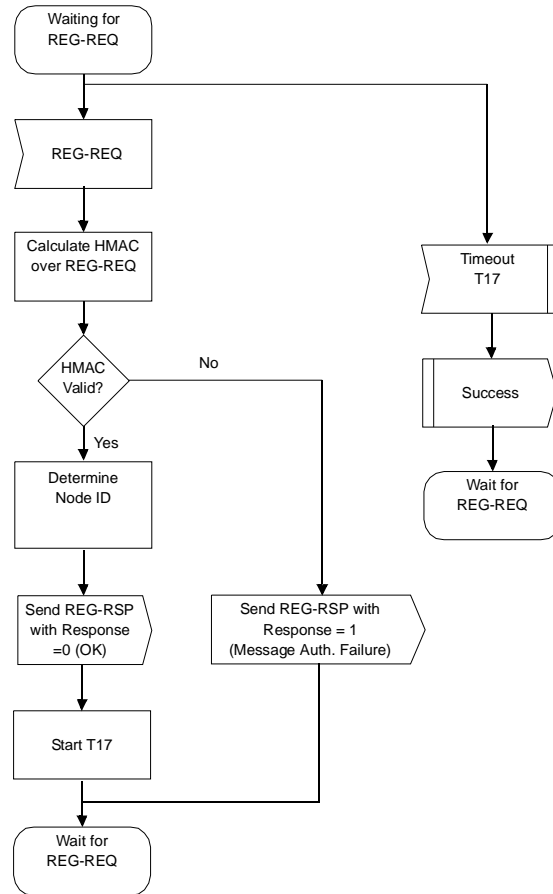 Waiting for
REG-REQ
REG-REQ
Calculate HMAC
over REG-REQ
Timeout
T17
HMAC
Valid?
No
Success
Yes
Determine
Node ID
Wait for
REG-REQ
Send REG-RSP
with Response
=0 (OK)
Send REG-RSP with
Response = 1
(Message Auth. Failure)
Start T17
Wait for
REG-REQ